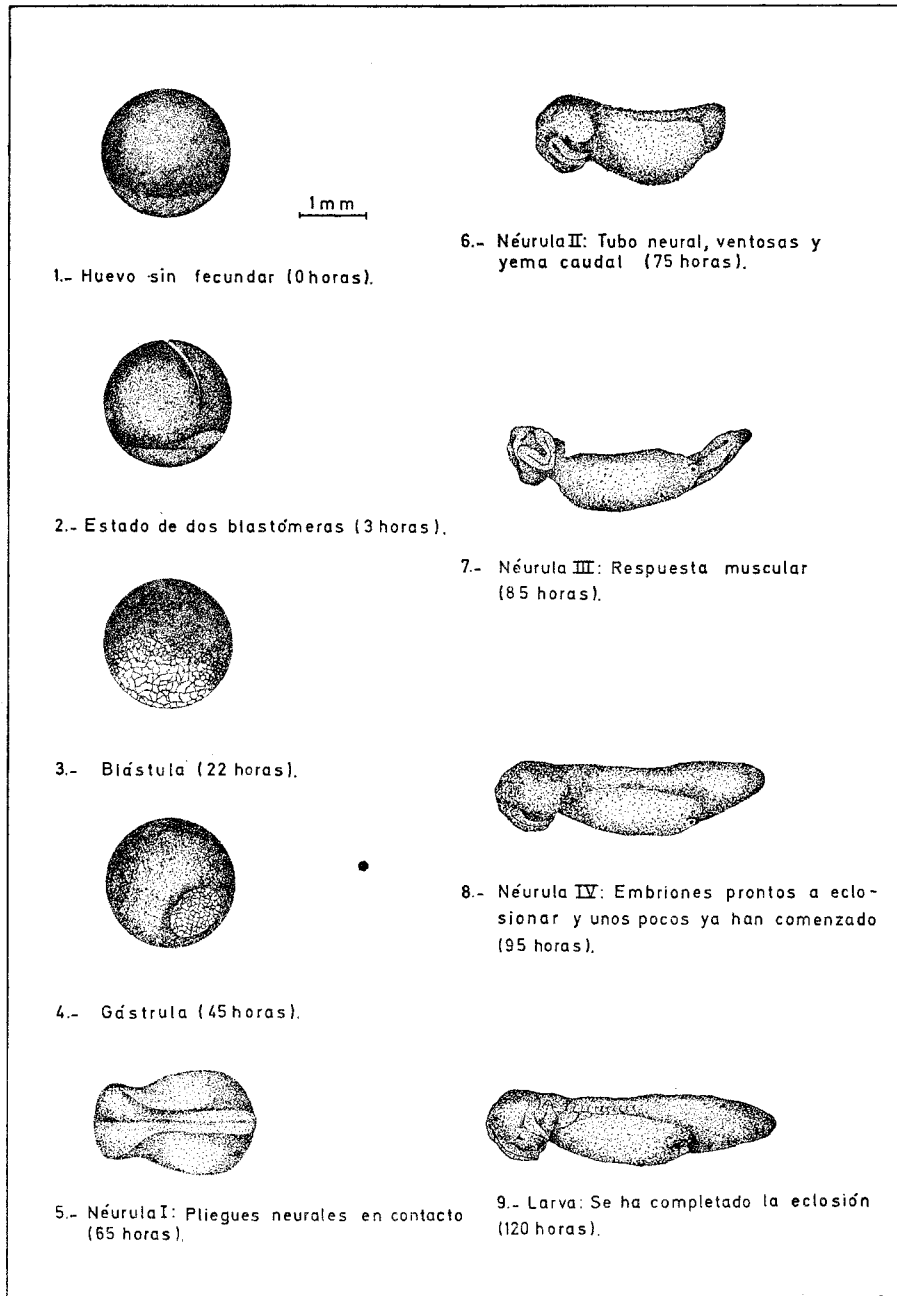 1 mm
1.- Huevo sin fecundar (0 horas).
2.- Estado de dos blastómeras (3 horas).
3.- Blástula (22 horas).
4.- Gástrula (45 horas).
5.- Néurula I: Pliegues neurales en contacto
(65 horas).
6.- Néurula II: Tubo neural, ventosas y
yema caudal (75 horas).
7.- Néurula III: Respuesta muscular
(85 horas).
8.- Néurula IV: Embriones prontos a eclo-
sionar y unos pocos ya han comenzado
(95 horas).
9.- Larva: Se ha completado la eclosión
(120 horas).